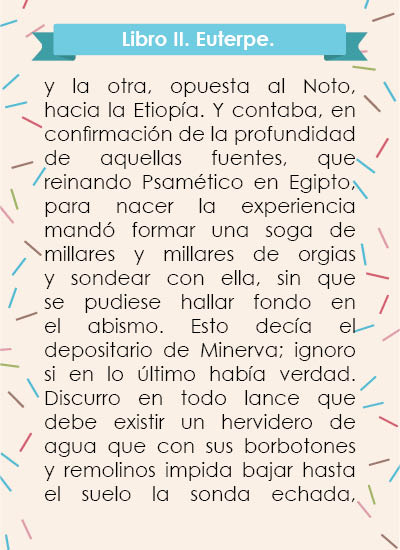 Libro II. Euterpe.
y la otra, opuesta al Noto,
hacia la Etiopía. Y contaba, en
confirmación de la profundidad
de aquellas fuentes, que
reinando Psamético en Egipto,
para nacer la experiencia
mandó formar una soga de
millares y millares de orgias
y sondear con ella, sin que
se pudiese hallar fondo en
el abismo. Esto decía el
depositario de Minerva; ignoro
si en lo último había verdad.
Discurro en todo lance que
debe existir un hervidero de
agua que con sus borbotones
y remolinos impida bajar hasta
el suelo la sonda echada,